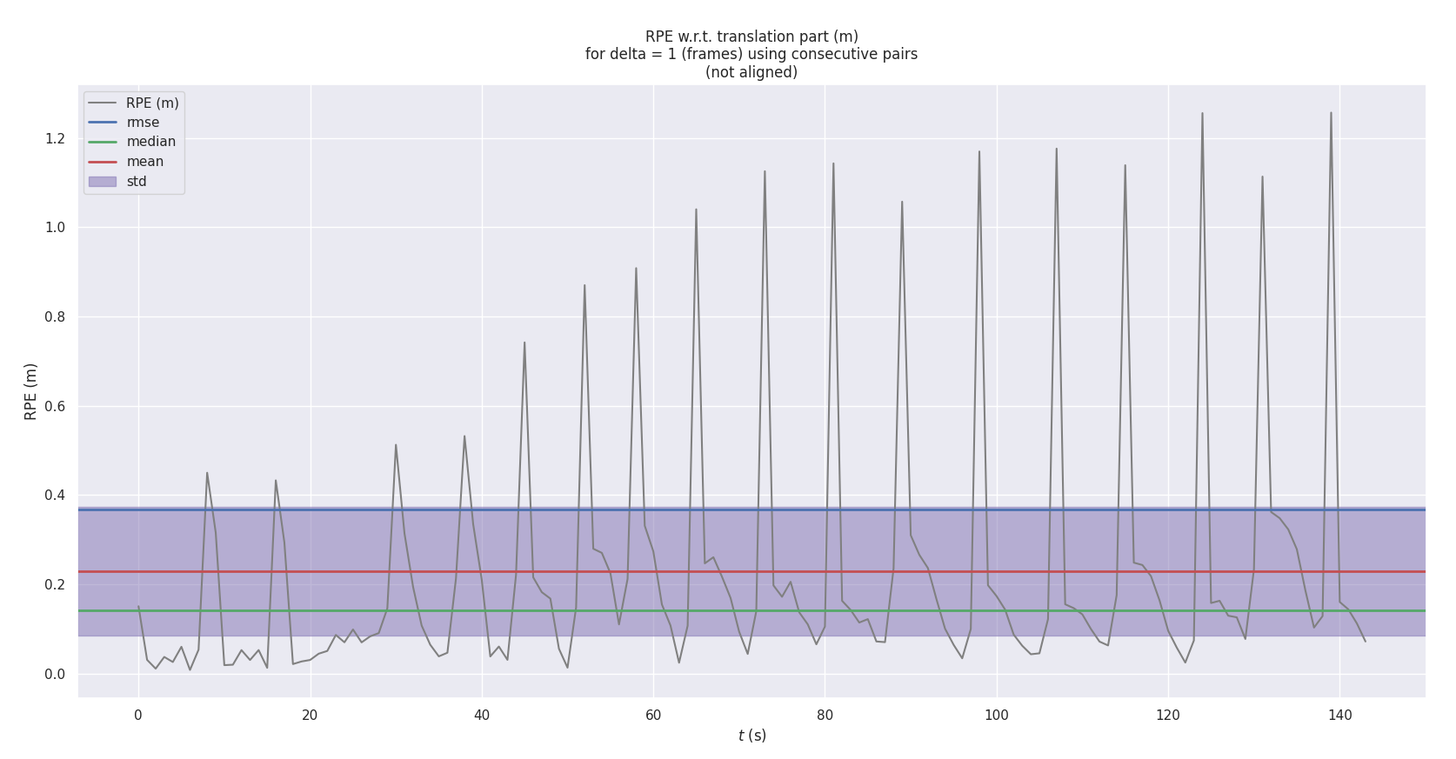 RPE w.r.t. translation part (m)
for delta = 1 (frames) using consecutive pairs
(not aligned)
RPE (m)
rmse
median
mean
std
1.2
1.0
0.8
0.6
0.4
0.2
0.0
RPE (m)
0 20 40 60 80 100 120 140
t (s)